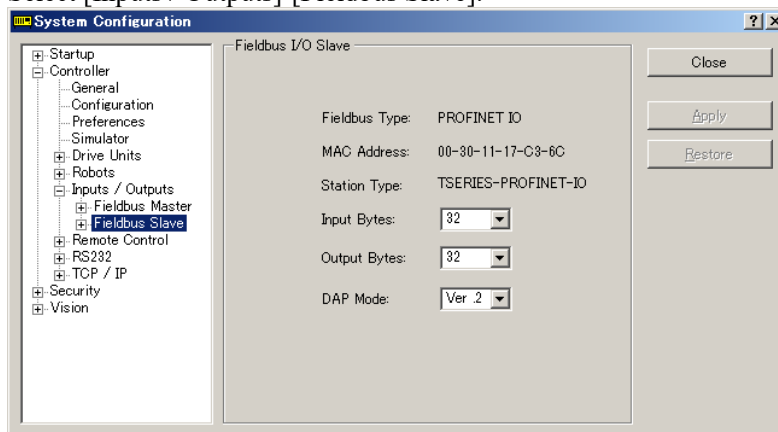 Select [Inputs / Outputs]-[Fieldbus Slave].
System Configuration
Startup
Controller
General
Configuration
Preferences
Simulator
Drive Units
Robots
Inputs / Outputs
Fieldbus Master
Fieldbus Slave
Remote Control
RS232
TCP / IP
Security
Vision
Fieldbus I/O Slave
Fieldbus Type: PROFINET IO
MAC Address: 00-30-11-17-C3-6C
Station Type: TSERIES-PROFINET-IO
Input Bytes: 32
Output Bytes: 32
DAP Mode: Ver .2
Close
Apply
Restore